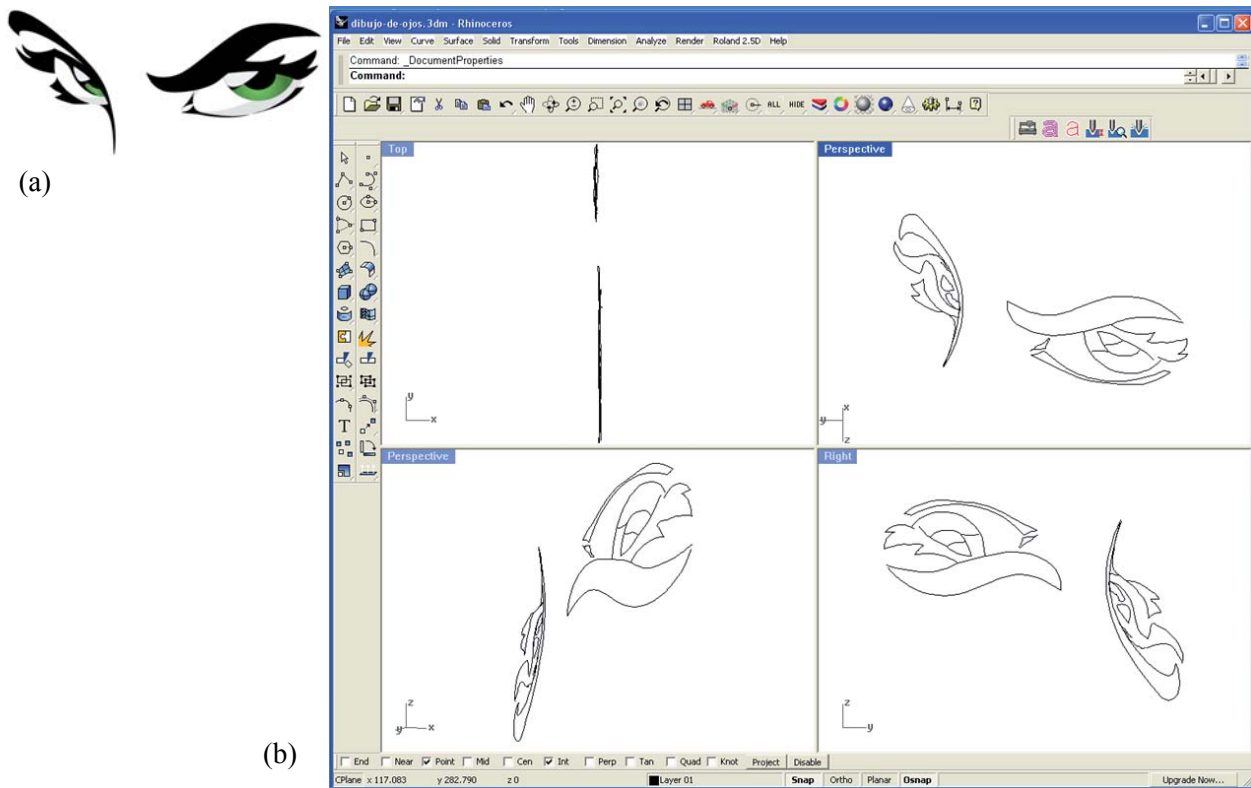 (a)
dibujo-de-ojos.3dm - Rhinoceros
File Edit View Curve Surface Solid Transform Tools Dimension Analyze Render Roland 2.5D Help
Command: _DocumentProperties
Command:
ALL HIDE
a a
Top
Perspective
T
y
x
x
y
z
Perspective
Right
z
y x
z
y
(b)
End Near Point Mid Cen Int Perp Tan Quad Knot Project Disable
CPlane x 117.083 y 282.790 z 0 Layer 01 Snap Ortho Planar Osnap Upgrade Now...